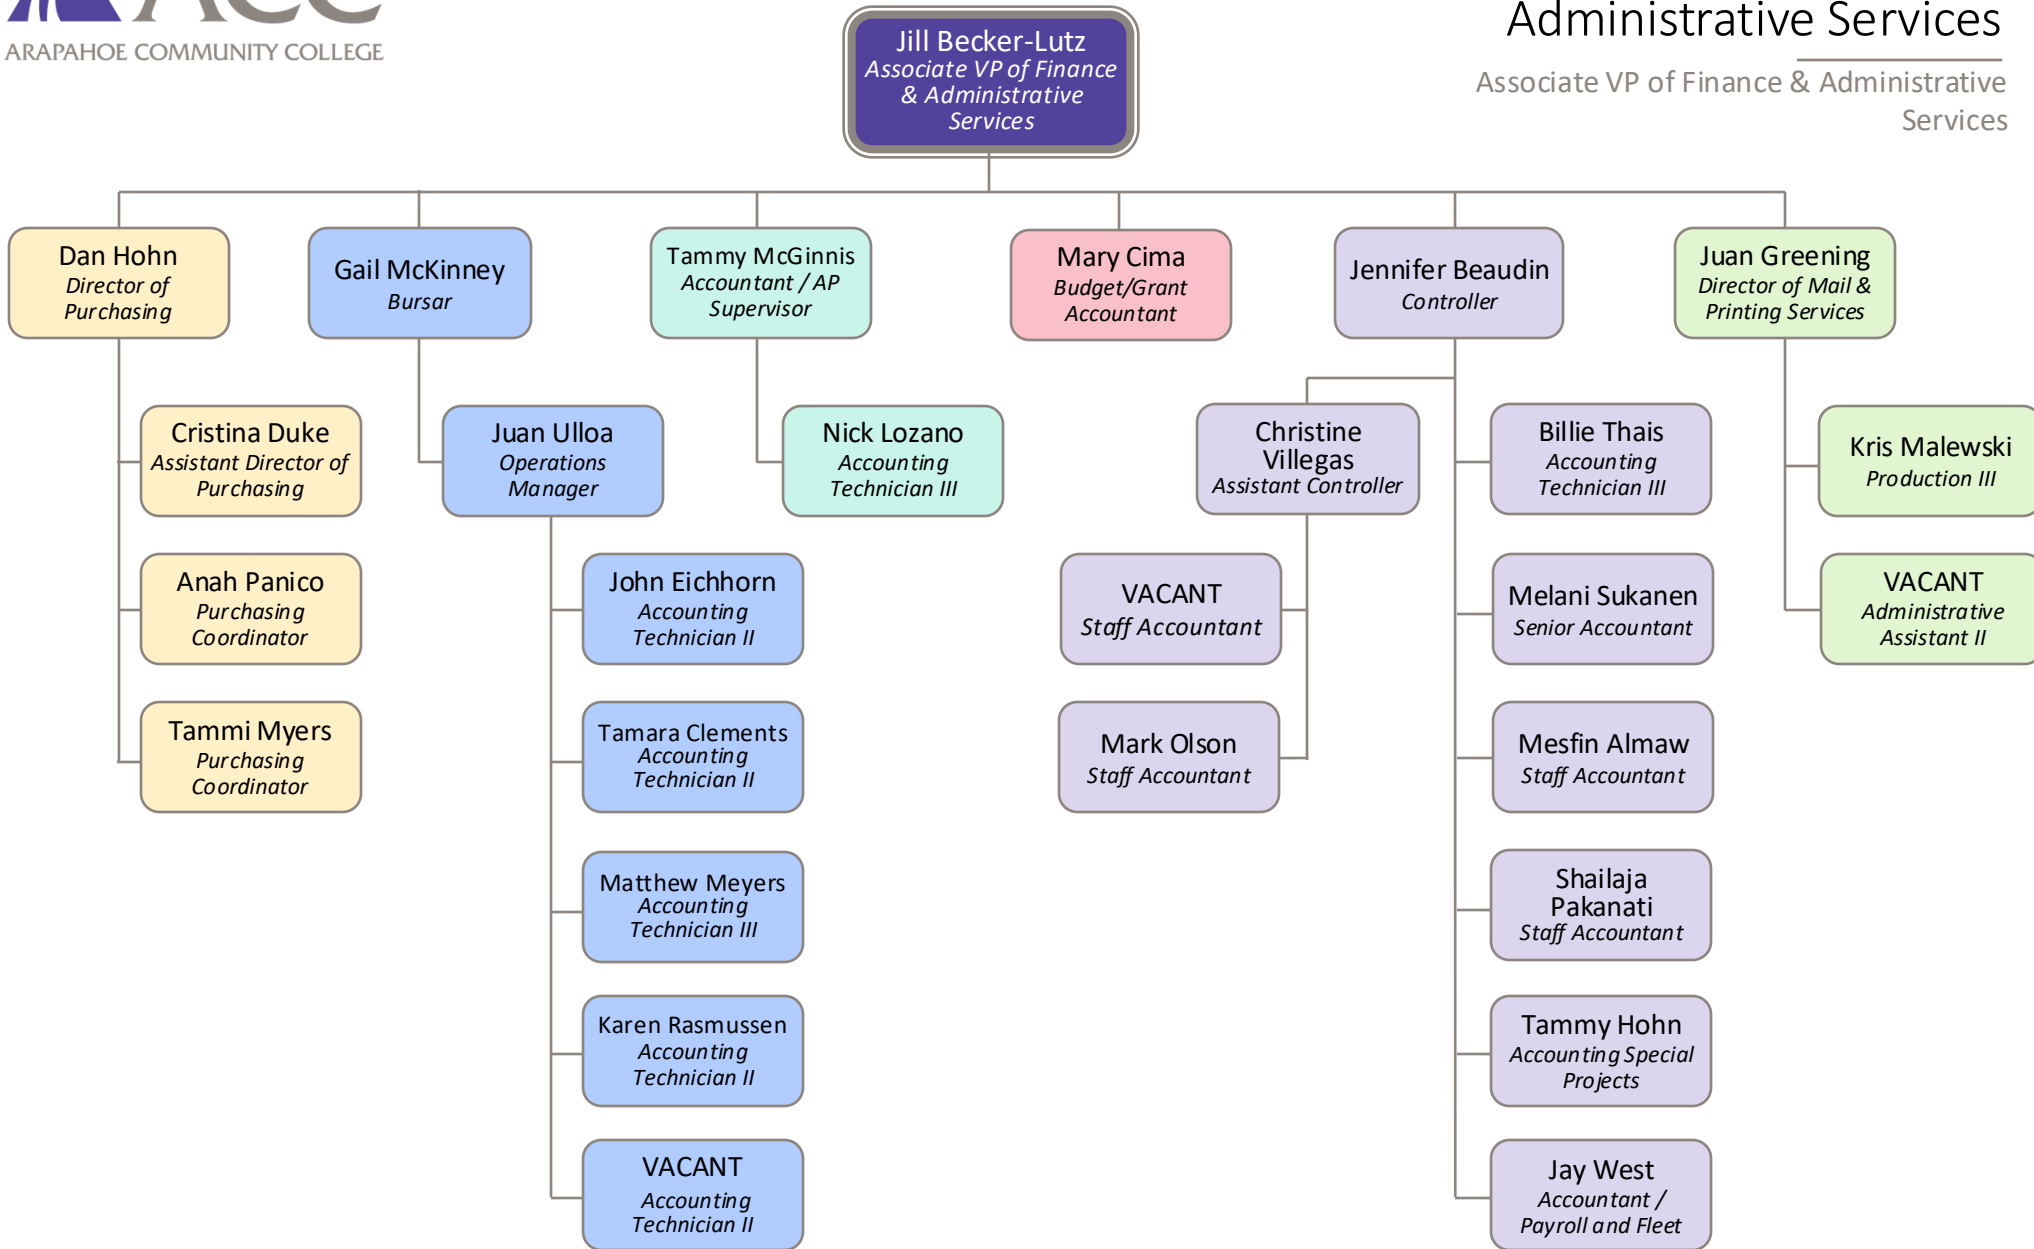 ACC
ARAPAHOE COMMUNITY COLLEGE
Administrative Services
Associate VP of Finance & Administrative
Services
Jill Becker-Lutz
Associate VP of Finance
& Administrative
Services
Dan Hohn
Director of
Purchasing
Gail McKinney
Bursar
Tammy McGinnis
Accountant / AP
Supervisor
Mary Cima
Budget/Grant
Accountant
Jennifer Beaudin
Controller
Juan Greening
Director of Mail &
Printing Services
Cristina Duke
Assistant Director of
Purchasing
Juan Ulloa
Operations
Manager
Nick Lozano
Accounting
Technician III
Christine
Villegas
Assistant Controller
Billie Thais
Accounting
Technician III
Kris Malewski
Production III
Anah Panico
Purchasing
Coordinator
John Eichhorn
Accounting
Technician II
VACANT
Staff Accountant
Melani Sukanen
Senior Accountant
VACANT
Administrative
Assistant II
Tammi Myers
Purchasing
Coordinator
Tamara Clements
Accounting
Technician II
Mark Olson
Staff Accountant
Mesfin Almaw
Staff Accountant
Matthew Meyers
Accounting
Technician III
Shailaja
Pakanati
Staff Accountant
Karen Rasmussen
Accounting
Technician II
Tammy Hohn
Accounting Special
Projects
VACANT
Accounting
Technician II
Jay West
Accountant /
Payroll and Fleet